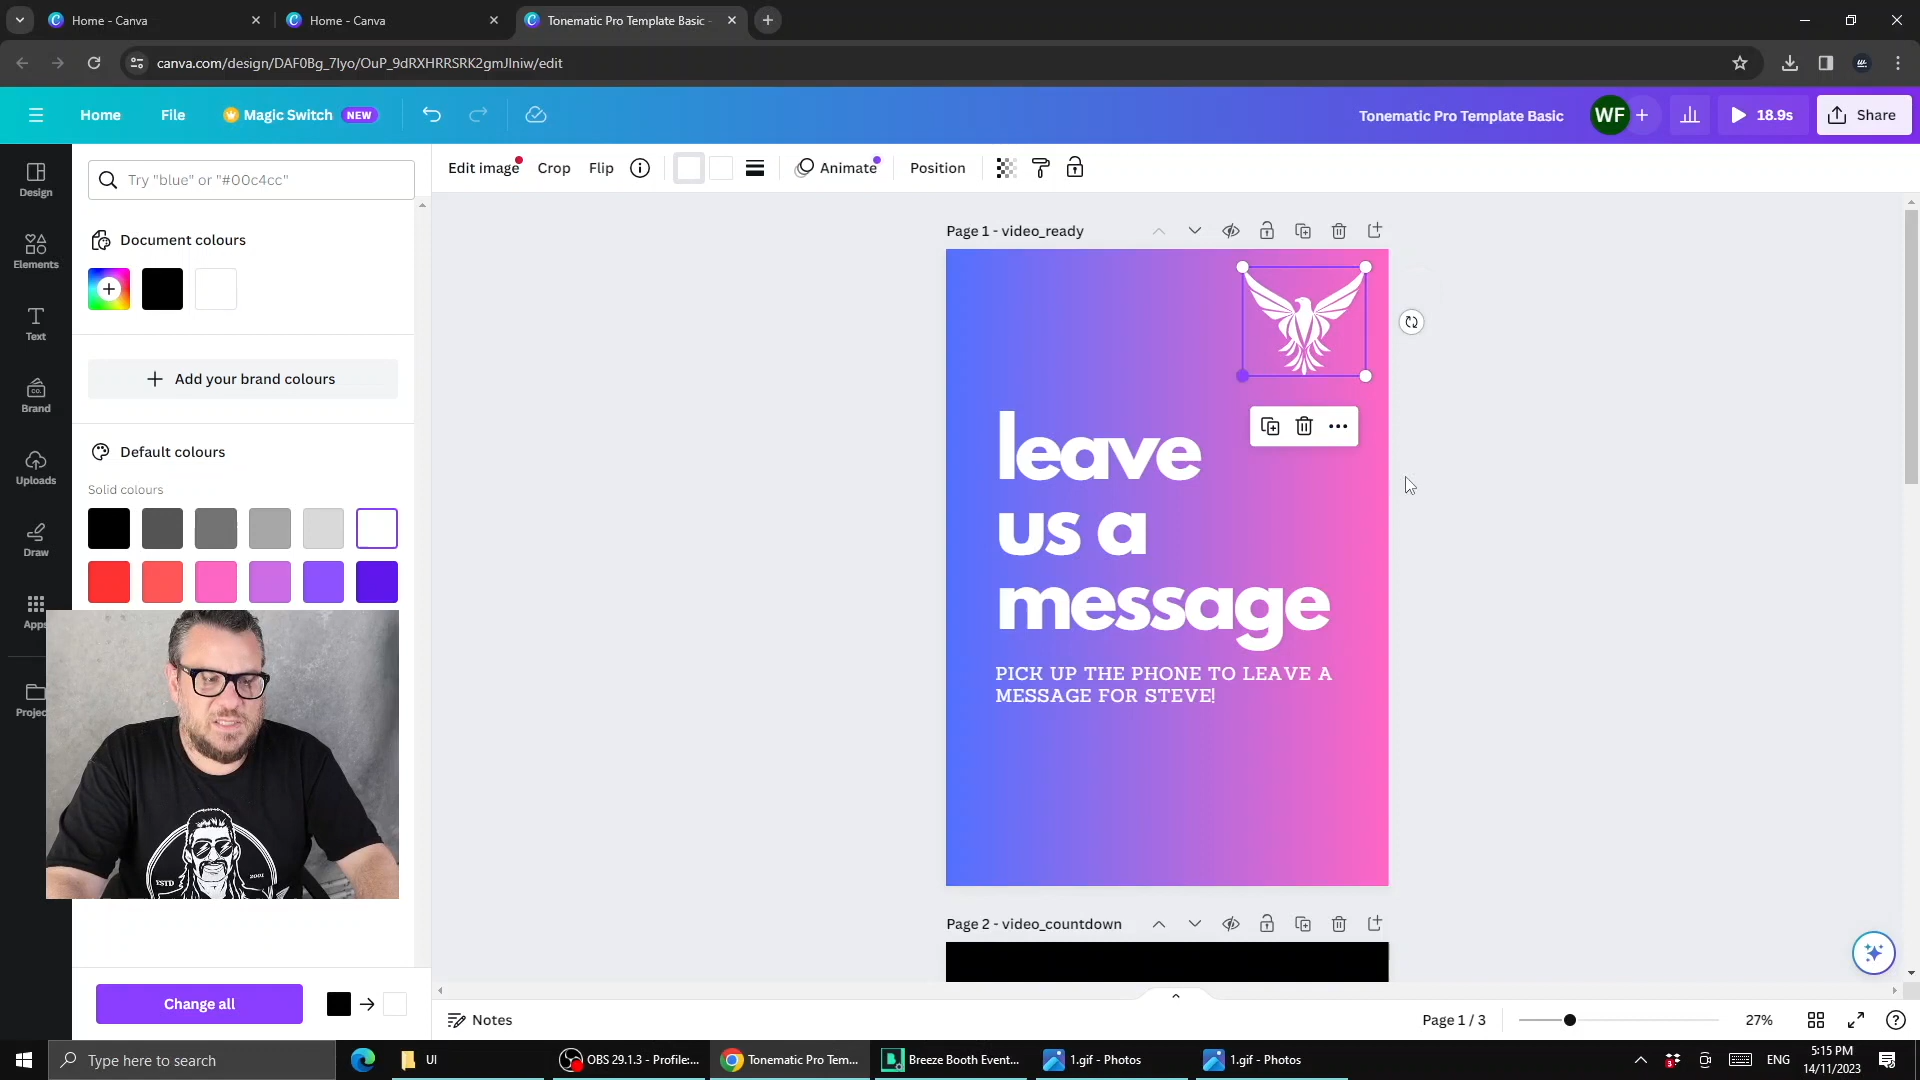 Home - Canva
Home - Canva
Tonematic Pro Template Basic -
canva.com/design/DAF0Bg_7lyo/OuP_9dRXHRRSRK2gmJlniw/edit
Home
File
Magic Switch NEW
Tonematic Pro Template Basic
WF
18.9s
Share
Design
Elements
Text
Brand
Uploads
Draw
Apps
Projec
Try "blue" or "#00c4cc"
Document colours
Add your brand colours
Default colours
Solid colours
Change all
Edit image
Crop
Flip
Animate
Position
Page 1 - video_ready
leave
us a
message
PICK UP THE PHONE TO LEAVE A
MESSAGE FOR STEVE!
Page 2 - video_countdown
ESTD
2001
Notes
Page 1 / 3
27%
Type here to search
UI
OBS 29.1.3 - Profile:...
Tonematic Pro Tem...
Breeze Booth Event...
1.gif - Photos
1.gif - Photos
ENG
5:15 PM
14/11/2023